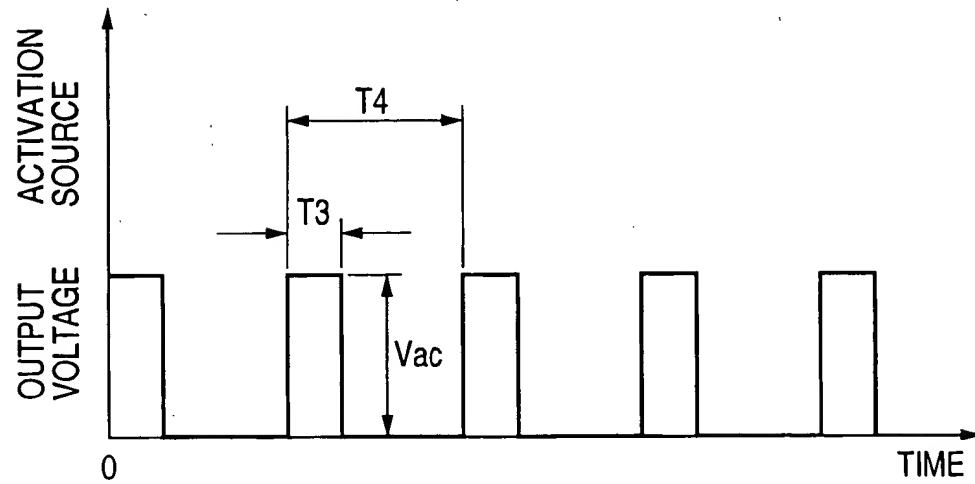 ACTIVATION
SOURCE
OUTPUT
VOLTAGE
T4
T3
Vac
0
TIME